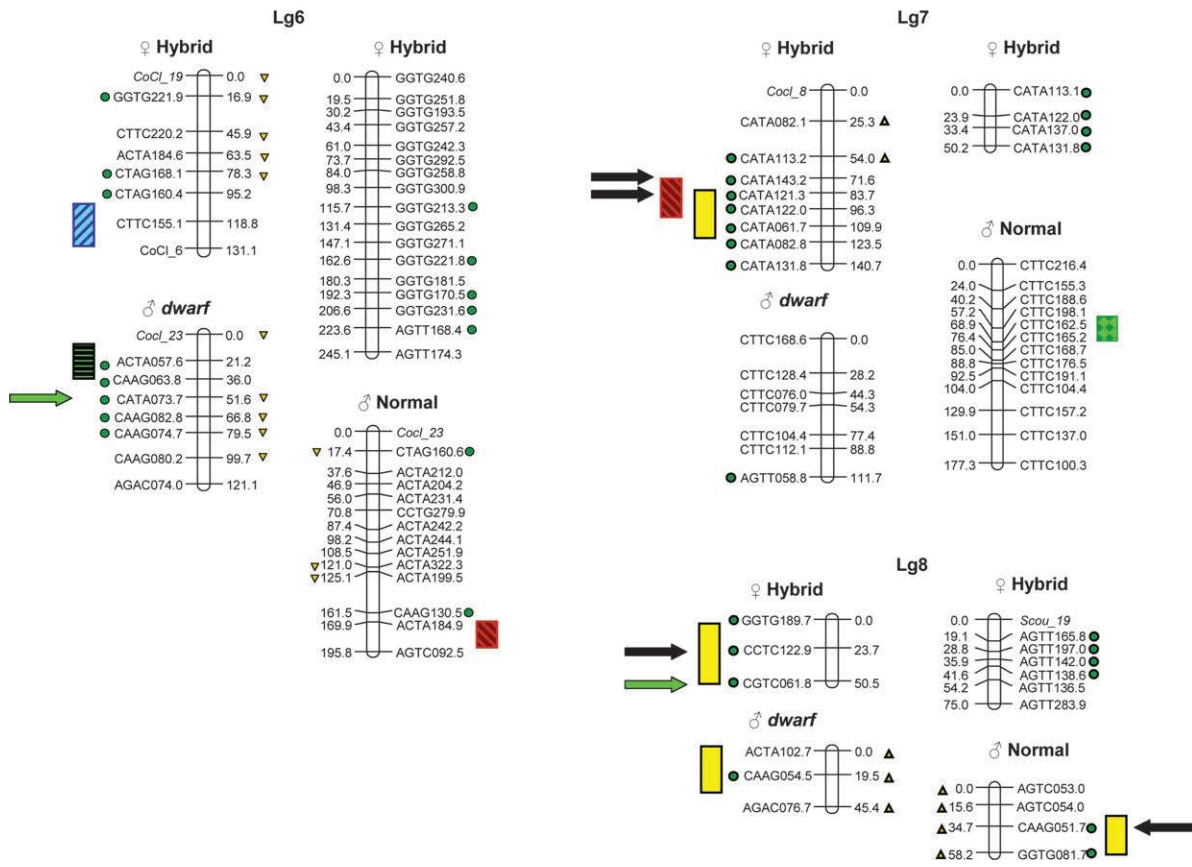 Lg6
♀ Hybrid
CoCl_19 0.0
GGTG221.9 16.9
CTTC220.2 45.9
ACTA184.6 63.5
CTAG168.1 78.3
CTAG160.4 95.2
CTTC155.1 118.8
CoCl_6 131.1
♂ dwarf
Cocl_23 0.0
ACTA057.6 21.2
CAAG063.8 36.0
CATA073.7 51.6
CAAG082.8 66.8
CAAG074.7 79.5
CAAG080.2 99.7
AGAC074.0 121.1
♀ Hybrid
0.0 GGTG240.6
19.5 GGTG251.8
30.2 GGTG193.5
43.4 GGTG257.2
61.0 GGTG242.3
73.7 GGTG292.5
84.0 GGTG258.8
98.3 GGTG300.9
115.7 GGTG213.3
131.4 GGTG265.2
147.1 GGTG271.1
162.6 GGTG221.8
180.3 GGTG181.5
192.3 GGTG170.5
206.6 GGTG231.6
223.6 AGTT168.4
245.1 AGTT174.3
♂ Normal
0.0 Cocl_23
17.4 CTAG160.6
37.6 ACTA212.0
46.9 ACTA204.2
56.0 ACTA231.4
70.8 CCTG279.9
87.4 ACTA242.2
98.2 ACTA244.1
108.5 ACTA251.9
121.0 ACTA322.3
125.1 ACTA199.5
161.5 CAAG130.5
169.9 ACTA184.9
195.8 AGTC092.5
Lg7
♀ Hybrid
Cocl_8 0.0
CATA082.1 25.3
CATA113.2 54.0
CATA143.2 71.6
CATA121.3 83.7
CATA122.0 96.3
CATA061.7 109.9
CATA082.8 123.5
CATA131.8 140.7
♂ dwarf
CTTC168.6 0.0
CTTC128.4 28.2
CTTC076.0 44.3
CTTC079.7 54.3
CTTC104.4 77.4
CTTC112.1 88.8
AGTT058.8 111.7
♀ Hybrid
0.0 CATA113.1
23.9 CATA122.0
33.4 CATA137.0
50.2 CATA131.8
♂ Normal
0.0 CTTC216.4
24.0 CTTC155.3
40.2 CTTC188.6
57.2 CTTC198.1
68.9 CTTC162.5
76.4 CTTC165.2
85.0 CTTC168.7
88.8 CTTC176.5
92.5 CTTC191.1
104.0 CTTC104.4
129.9 CTTC157.2
151.0 CTTC137.0
177.3 CTTC100.3
Lg8
♀ Hybrid
GGTG189.7 0.0
CCTC122.9 23.7
CGTC061.8 50.5
♂ dwarf
ACTA102.7 0.0
CAAG054.5 19.5
AGAC076.7 45.4
♀ Hybrid
0.0 Scou_19
19.1 AGTT165.8
28.8 AGTT197.0
35.9 AGTT142.0
41.6 AGTT138.6
54.2 AGTT136.5
75.0 AGTT283.9
♂ Normal
0.0 AGTC053.0
15.6 AGTC054.0
34.7 CAAG051.7
58.2 GGTG081.7